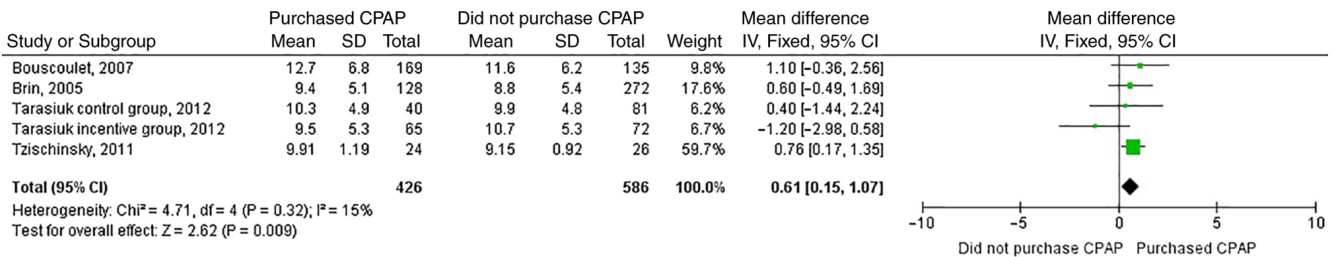 Purchased CPAP Did not purchase CPAP Mean difference Mean difference
Study or Subgroup Mean SD Total Mean SD Total Weight IV, Fixed, 95% CI IV, Fixed, 95% CI
Bouscoulet, 2007 12.7 6.8 169 11.6 6.2 135 9.8% 1.10 [-0.36, 2.56]
Brin, 2005 9.4 5.1 128 8.8 5.4 272 17.6% 0.60 [-0.49, 1.69]
Tarasiuk control group, 2012 10.3 4.9 40 9.9 4.8 81 6.2% 0.40 [-1.44, 2.24]
Tarasiuk incentive group, 2012 9.5 5.3 65 10.7 5.3 72 6.7% −1.20 [-2.98, 0.58]
Tzischinsky, 2011 9.91 1.19 24 9.15 0.92 26 59.7% 0.76 [0.17, 1.35]
Total (95% CI) 426 586 100.0% 0.61 [0.15, 1.07]
Heterogeneity: Chi² = 4.71, df = 4 (P = 0.32); I² = 15%
Test for overall effect: Z = 2.62 (P = 0.009)
−10 −5 0 5 10
Did not purchase CPAP Purchased CPAP